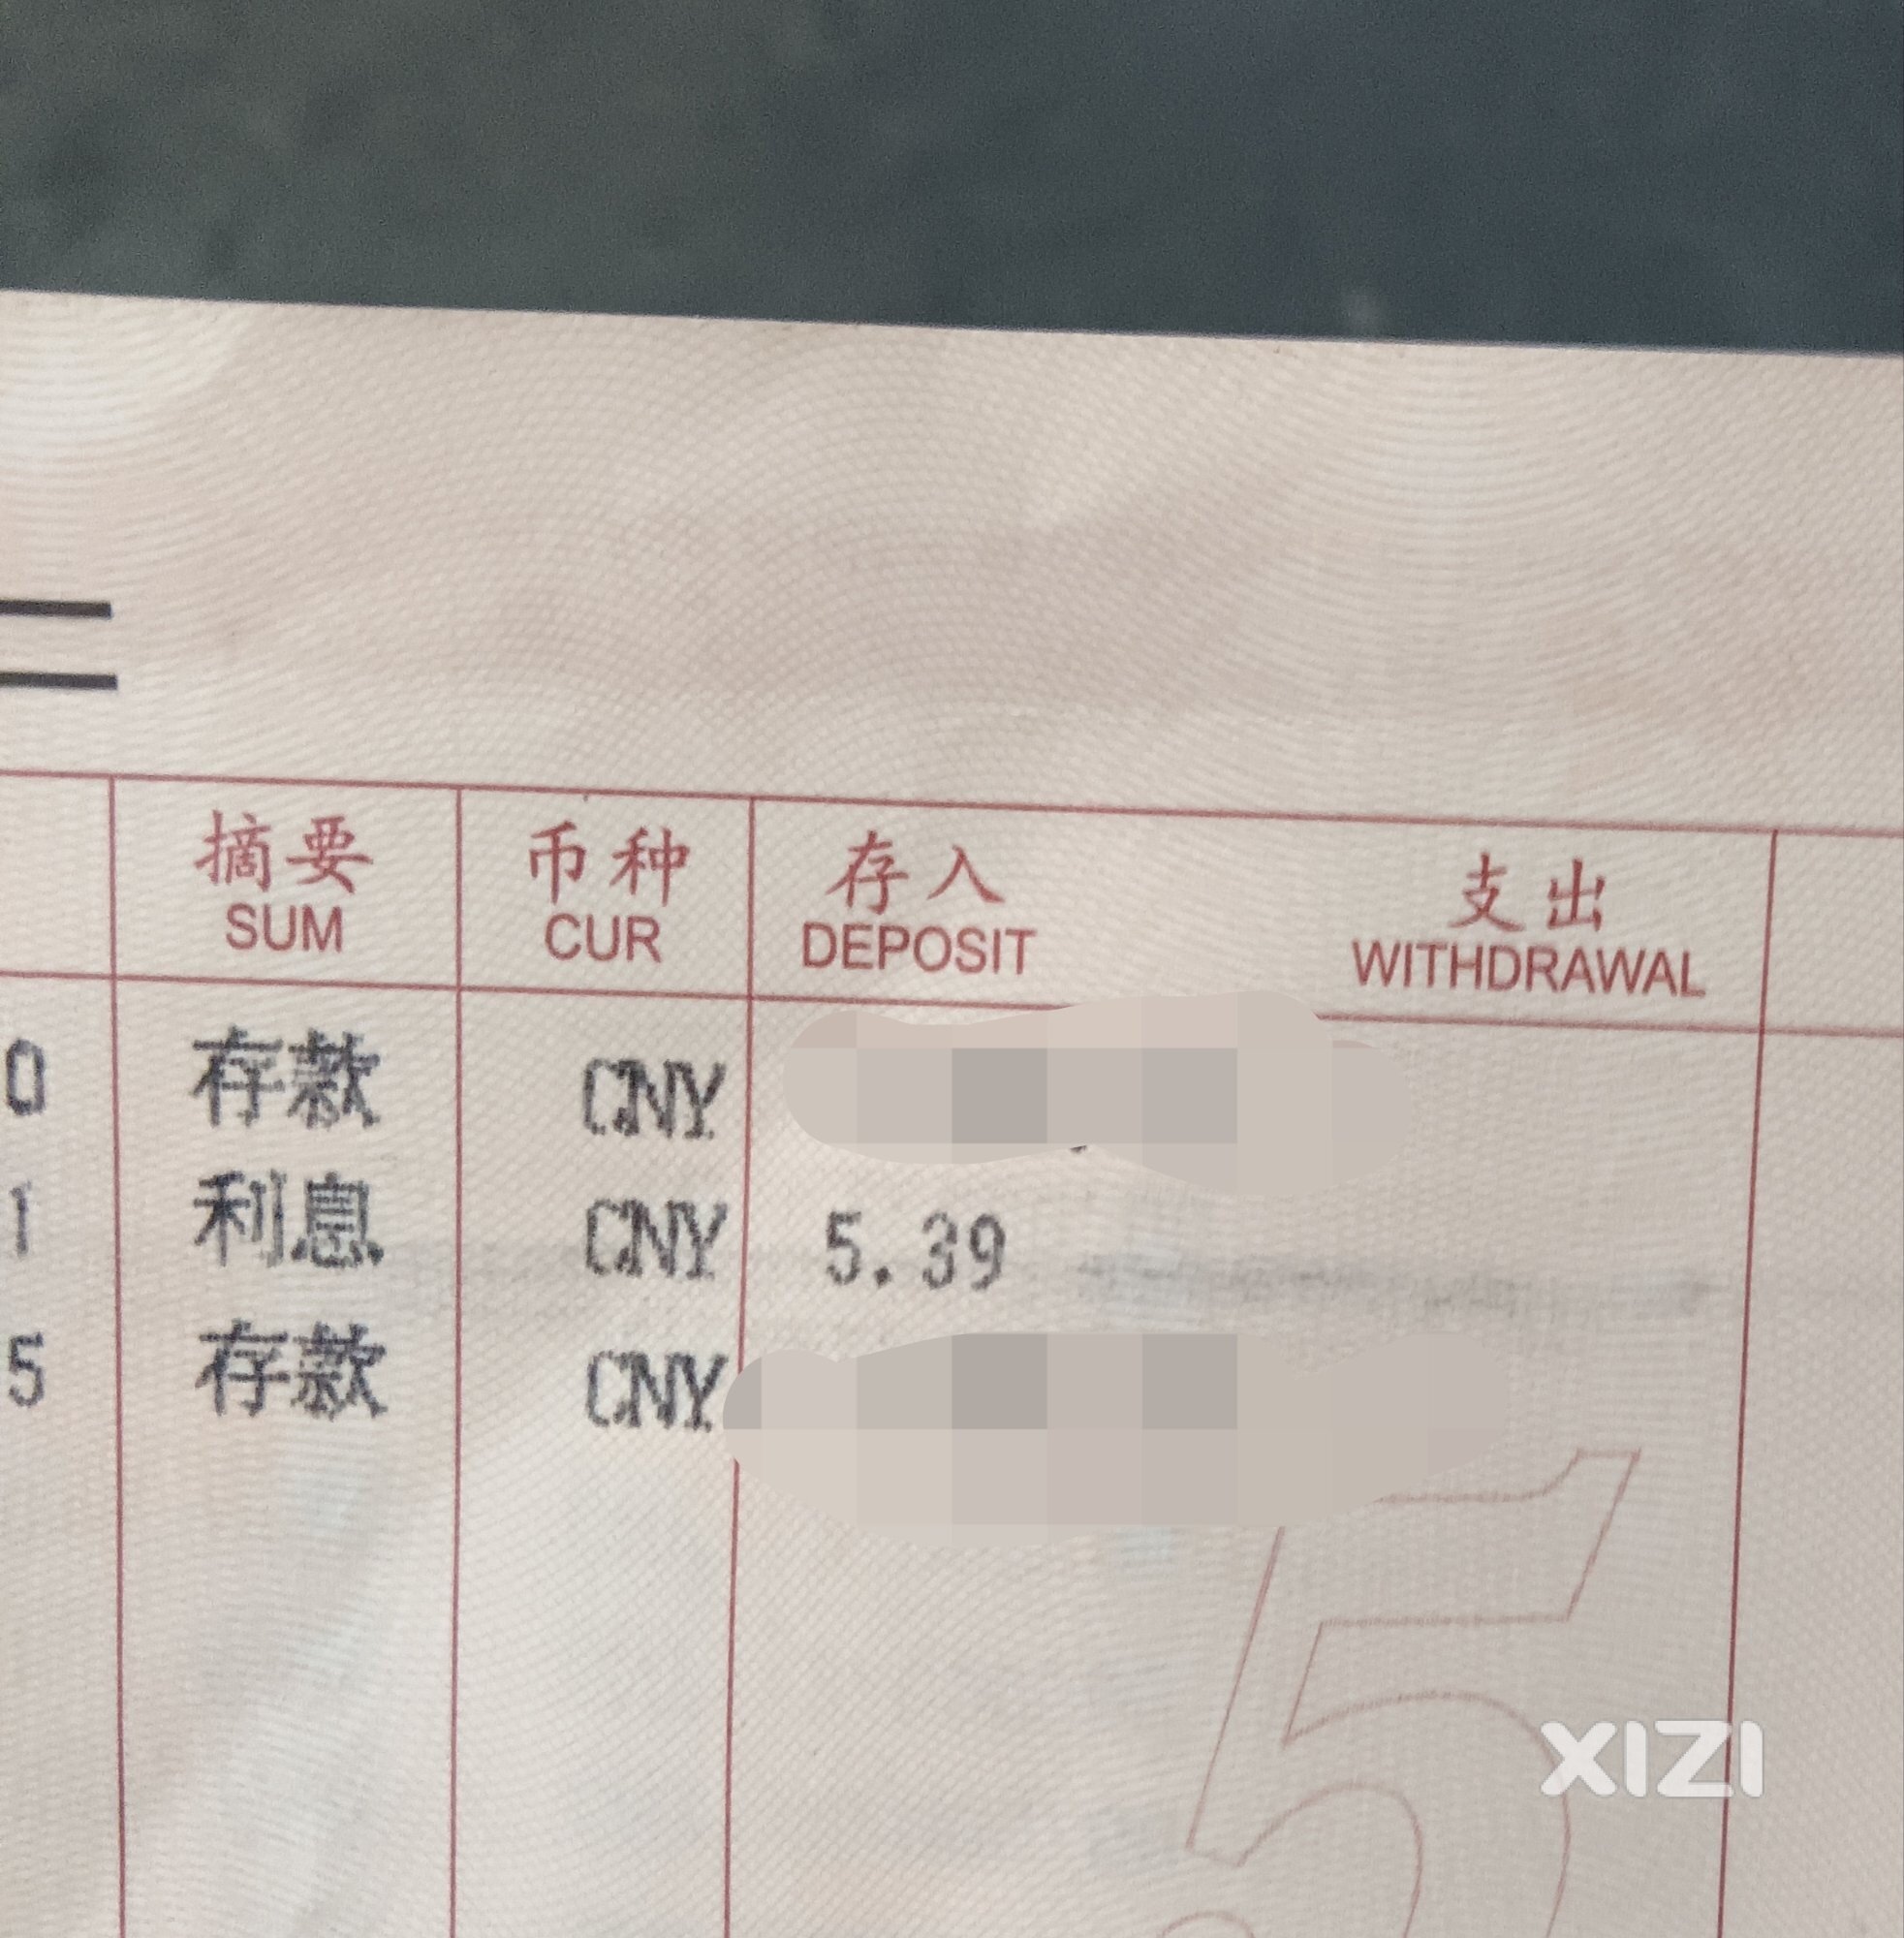 摘要 币种 存入 支出
SUM CUR DEPOSIT WITHDRAWAL
0 存款 CNY
1 利息 CNY 5.39
5 存款 CNY
5
XIZI